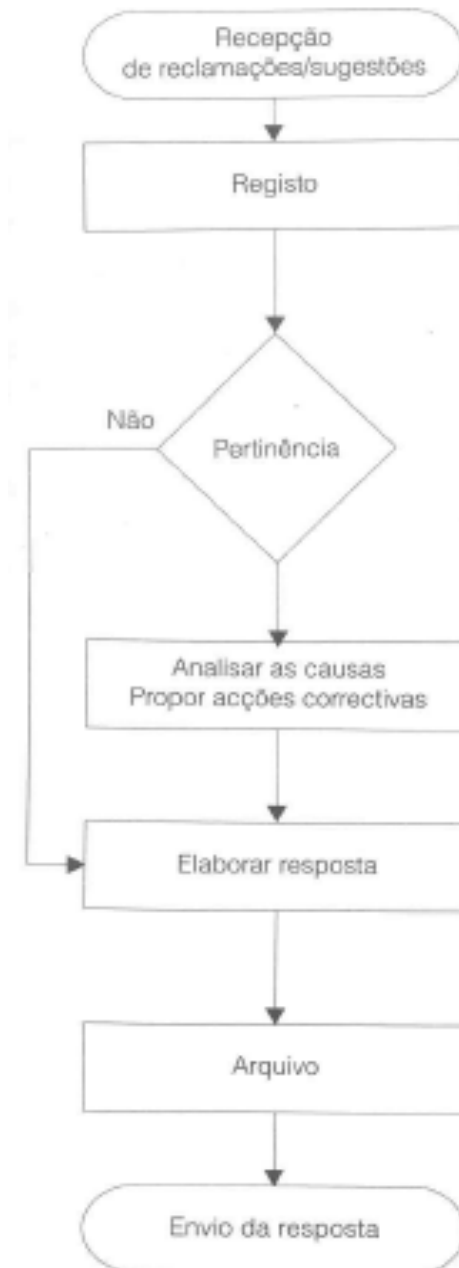 Recepção
de reclamações/sugestões
Registo
Não
Pertinência
Analisar as causas
Propor acções correctivas
Elaborar resposta
Arquivo
Envio da resposta